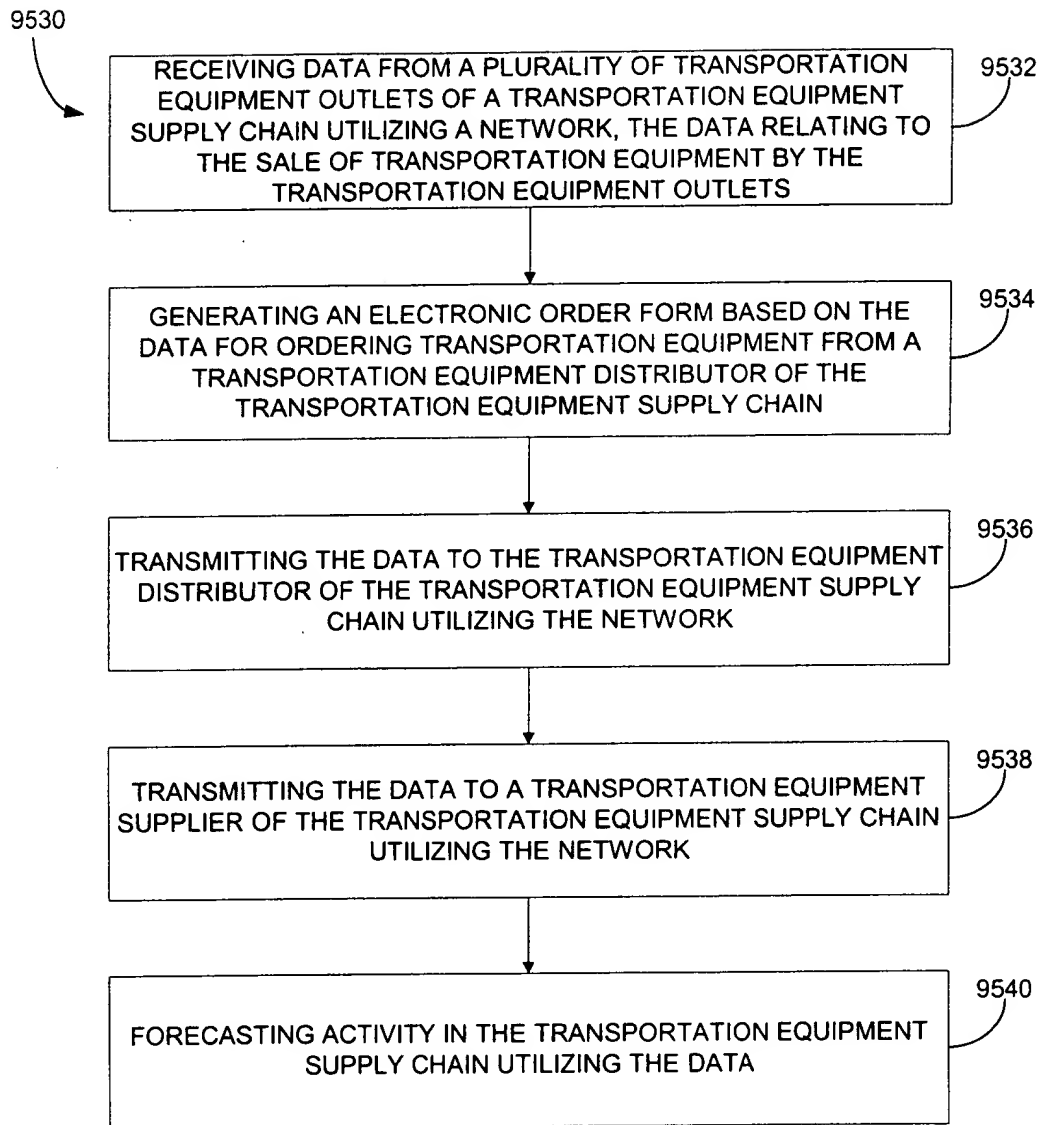 9530
RECEIVING DATA FROM A PLURALITY OF TRANSPORTATION
EQUIPMENT OUTLETS OF A TRANSPORTATION EQUIPMENT
SUPPLY CHAIN UTILIZING A NETWORK, THE DATA RELATING TO
THE SALE OF TRANSPORTATION EQUIPMENT BY THE
TRANSPORTATION EQUIPMENT OUTLETS
9532
GENERATING AN ELECTRONIC ORDER FORM BASED ON THE
DATA FOR ORDERING TRANSPORTATION EQUIPMENT FROM A
TRANSPORTATION EQUIPMENT DISTRIBUTOR OF THE
TRANSPORTATION EQUIPMENT SUPPLY CHAIN
9534
TRANSMITTING THE DATA TO THE TRANSPORTATION EQUIPMENT
DISTRIBUTOR OF THE TRANSPORTATION EQUIPMENT SUPPLY
CHAIN UTILIZING THE NETWORK
9536
TRANSMITTING THE DATA TO A TRANSPORTATION EQUIPMENT
SUPPLIER OF THE TRANSPORTATION EQUIPMENT SUPPLY CHAIN
UTILIZING THE NETWORK
9538
FORECASTING ACTIVITY IN THE TRANSPORTATION EQUIPMENT
SUPPLY CHAIN UTILIZING THE DATA
9540